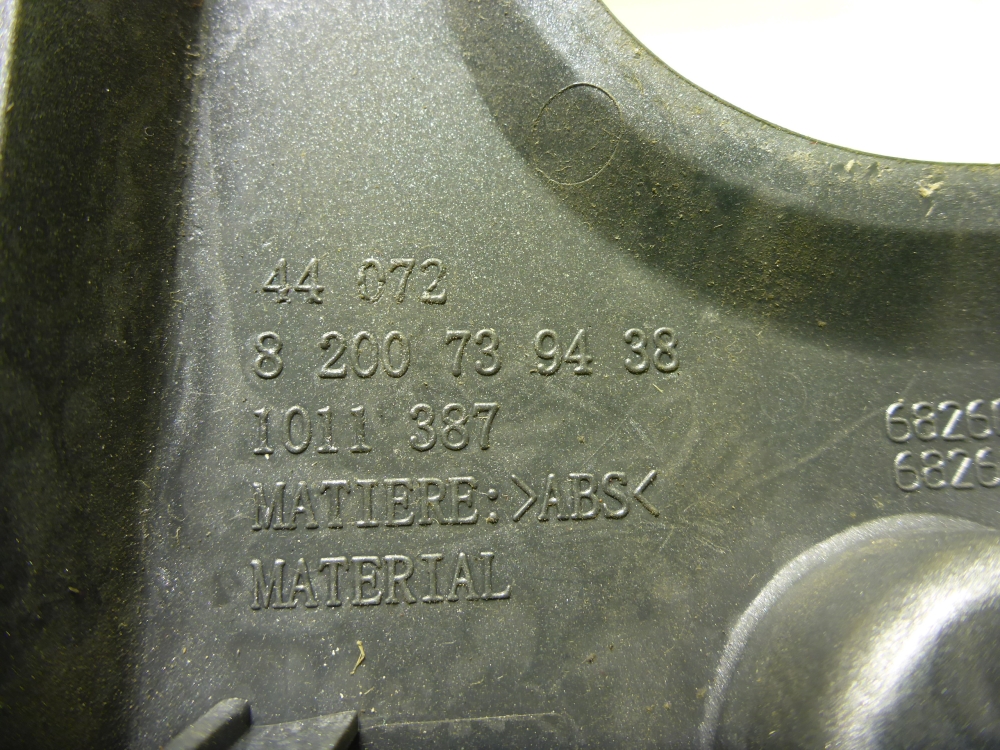 44 072
8 200 73 94 38
1011 387
MATIERE: >ABS<
MATERIAL